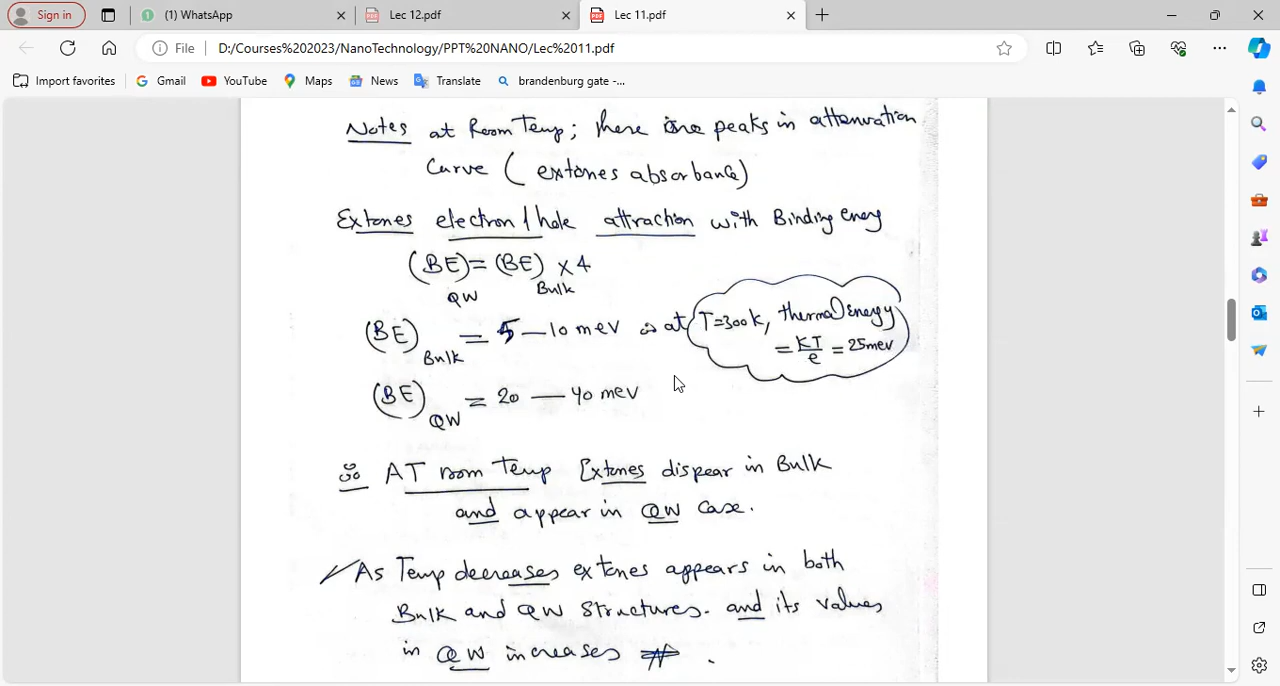 Sign in
(1) WhatsApp
Lec 12.pdf
Lec 11.pdf
File
D:/Courses%202023/NanoTechnology/PPT%20NANO/Lec%2011.pdf
Import favorites
Gmail
YouTube
Maps
News
Translate
brandenburg gate -...
Notes at Room Temp; there are peaks in attenuation
Curve ( extones absorbance)
Extones electron/hole attraction with Binding energy
(BE)QW = (BE)Bulk x 4
(BE)Bulk = 5 — 10 mev ∵ at T=300k, thermal energy
= KT/e = 25mev
(BE)QW = 20 — 40 mev
∴ AT room Temp Extones dispear in Bulk
and appear in QW case.
As Temp decreases extones appears in both
Bulk and QW Structures. and its values
in QW increases #.